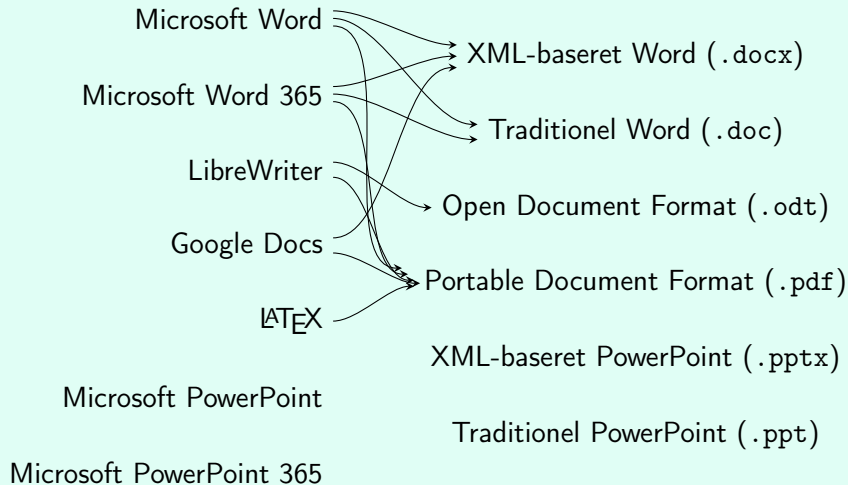 Microsoft Word
Microsoft Word 365
LibreWriter
Google Docs
LATEX
Microsoft PowerPoint
Microsoft PowerPoint 365
XML-baseret Word (.docx)
Traditionel Word (.doc)
Open Document Format (.odt)
Portable Document Format (.pdf)
XML-baseret PowerPoint (.pptx)
Traditionel PowerPoint (.ppt)